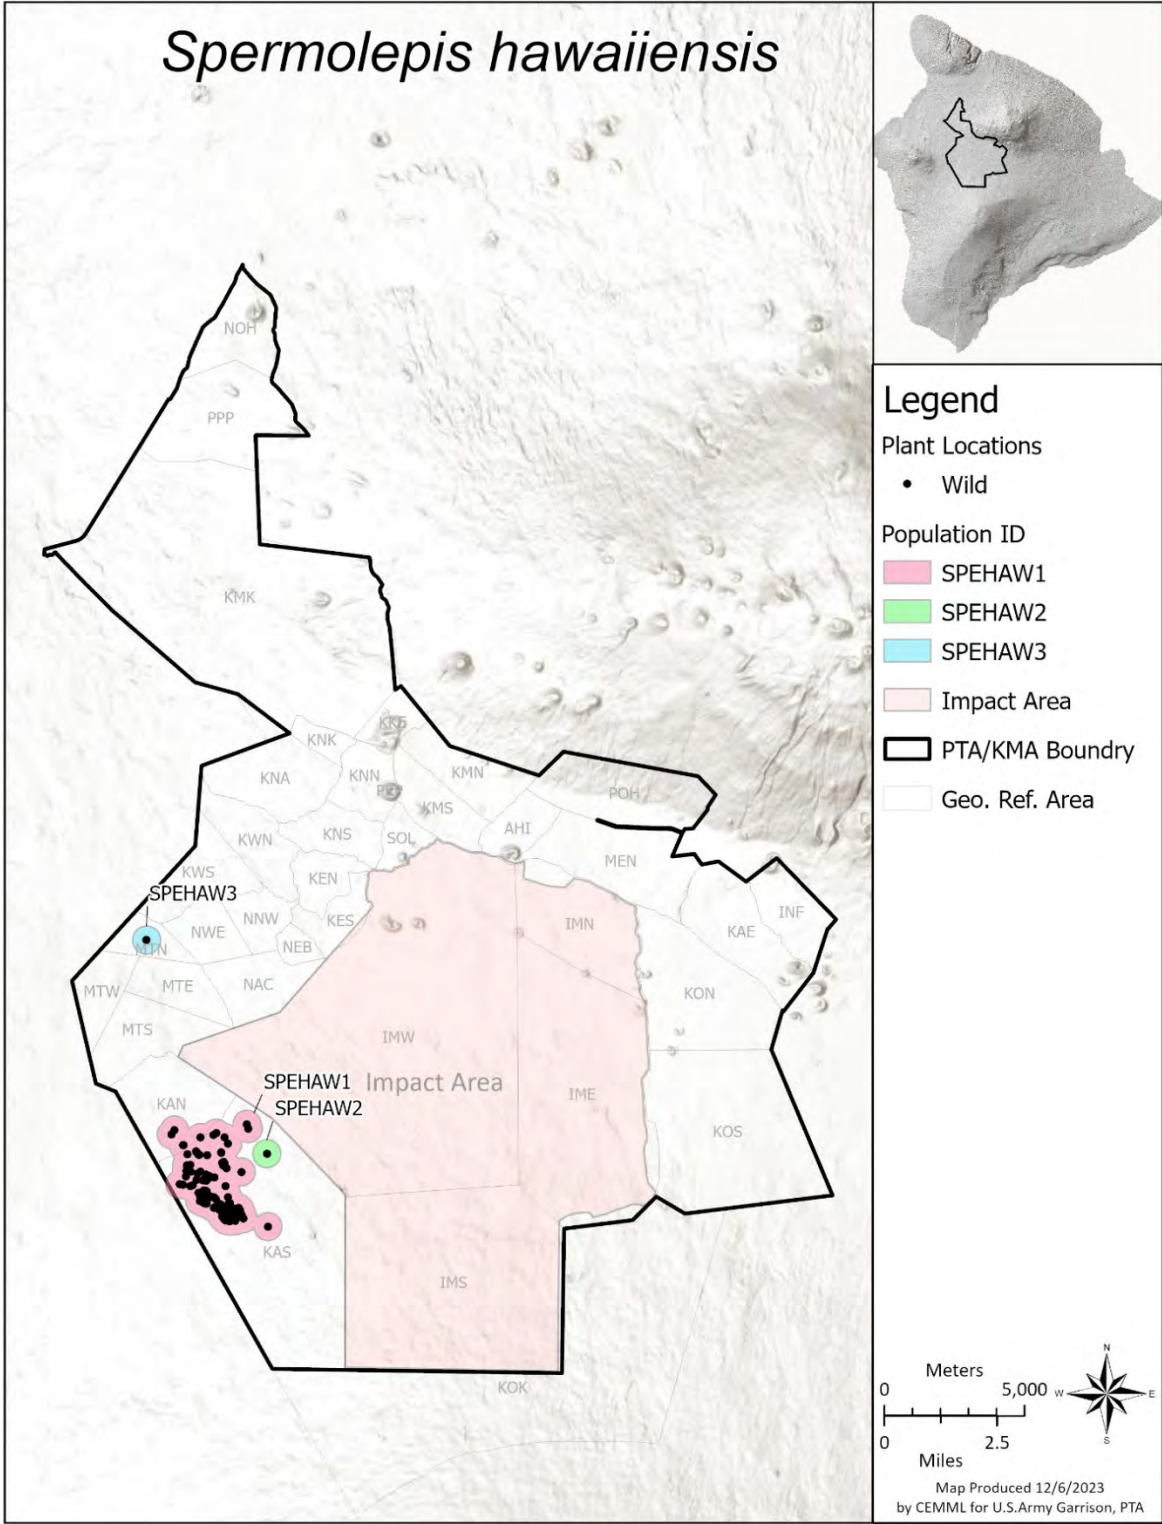 Spermolepis hawaiiensis
NOH
PPP
KMK
KNK
KNA
KNN
KMN
KMS
POH
KWN
KNS
SOL
AHI
MEN
KWS
KEN
SPEHAW3
NNW
KES
IMN
INF
NWE
KAE
MTN
NEB
MTW
MTE
NAC
KON
MTS
IMW
Impact Area
SPEHAW1
SPEHAW2
IME
KAN
KOS
KAS
IMS
KOK
Legend
Plant Locations
Wild
Population ID
SPEHAW1
SPEHAW2
SPEHAW3
Impact Area
PTA/KMA Boundry
Geo. Ref. Area
Meters
0 5,000
0 2.5
Miles
N
W E
S
Map Produced 12/6/2023
by CEMML for U.S.Army Garrison, PTA